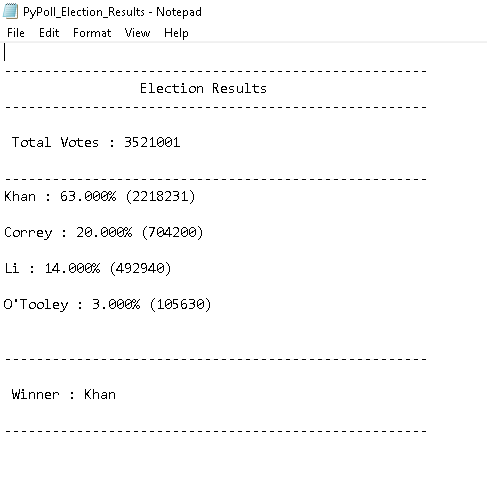 PyPoll_Election_Results - Notepad
File Edit Format View Help
-----------------------------------------------------
Election Results
-----------------------------------------------------
Total Votes : 3521001
-----------------------------------------------------
Khan : 63.000% (2218231)
Correy : 20.000% (704200)
Li : 14.000% (492940)
O'Tooley : 3.000% (105630)
-----------------------------------------------------
Winner : Khan
-----------------------------------------------------